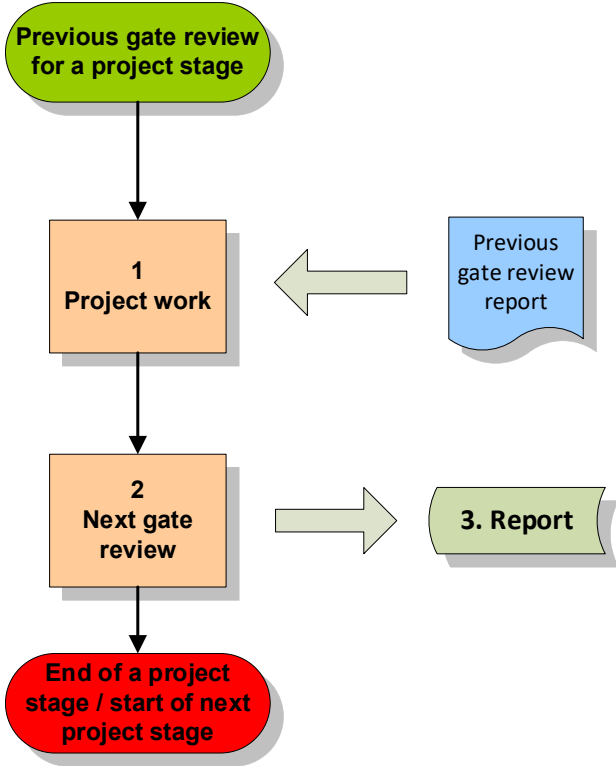 Previous gate review
for a project stage
1
Project work
Previous
gate review
report
2
Next gate
review
3. Report
End of a project
stage / start of next
project stage